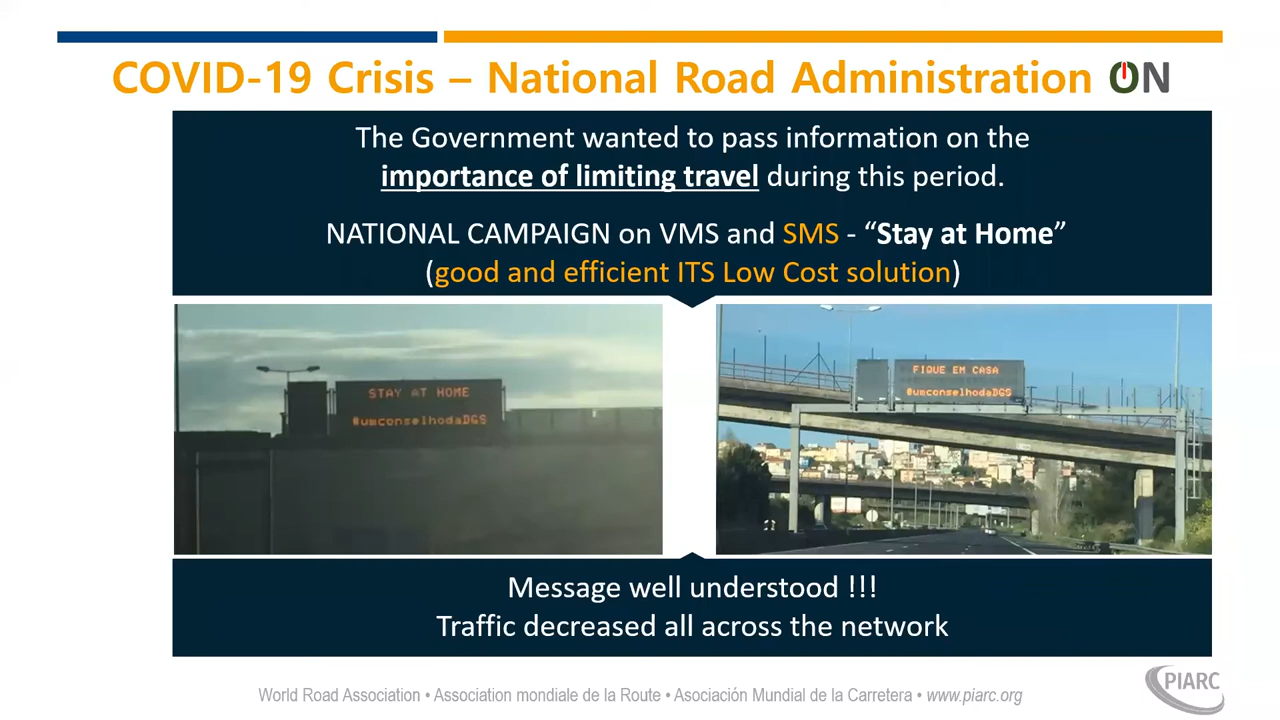 COVID-19 Crisis – National Road Administration ON
The Government wanted to pass information on the
importance of limiting travel during this period.
NATIONAL CAMPAIGN on VMS and SMS - “Stay at Home”
(good and efficient ITS Low Cost solution)
STAY AT HOME
#umconselhodaDGS
FIQUE EM CASA
#umconselhodaDGS
Message well understood !!!
Traffic decreased all across the network
World Road Association • Association mondiale de la Route • Asociación Mundial de la Carretera • www.piarc.org
PIARC